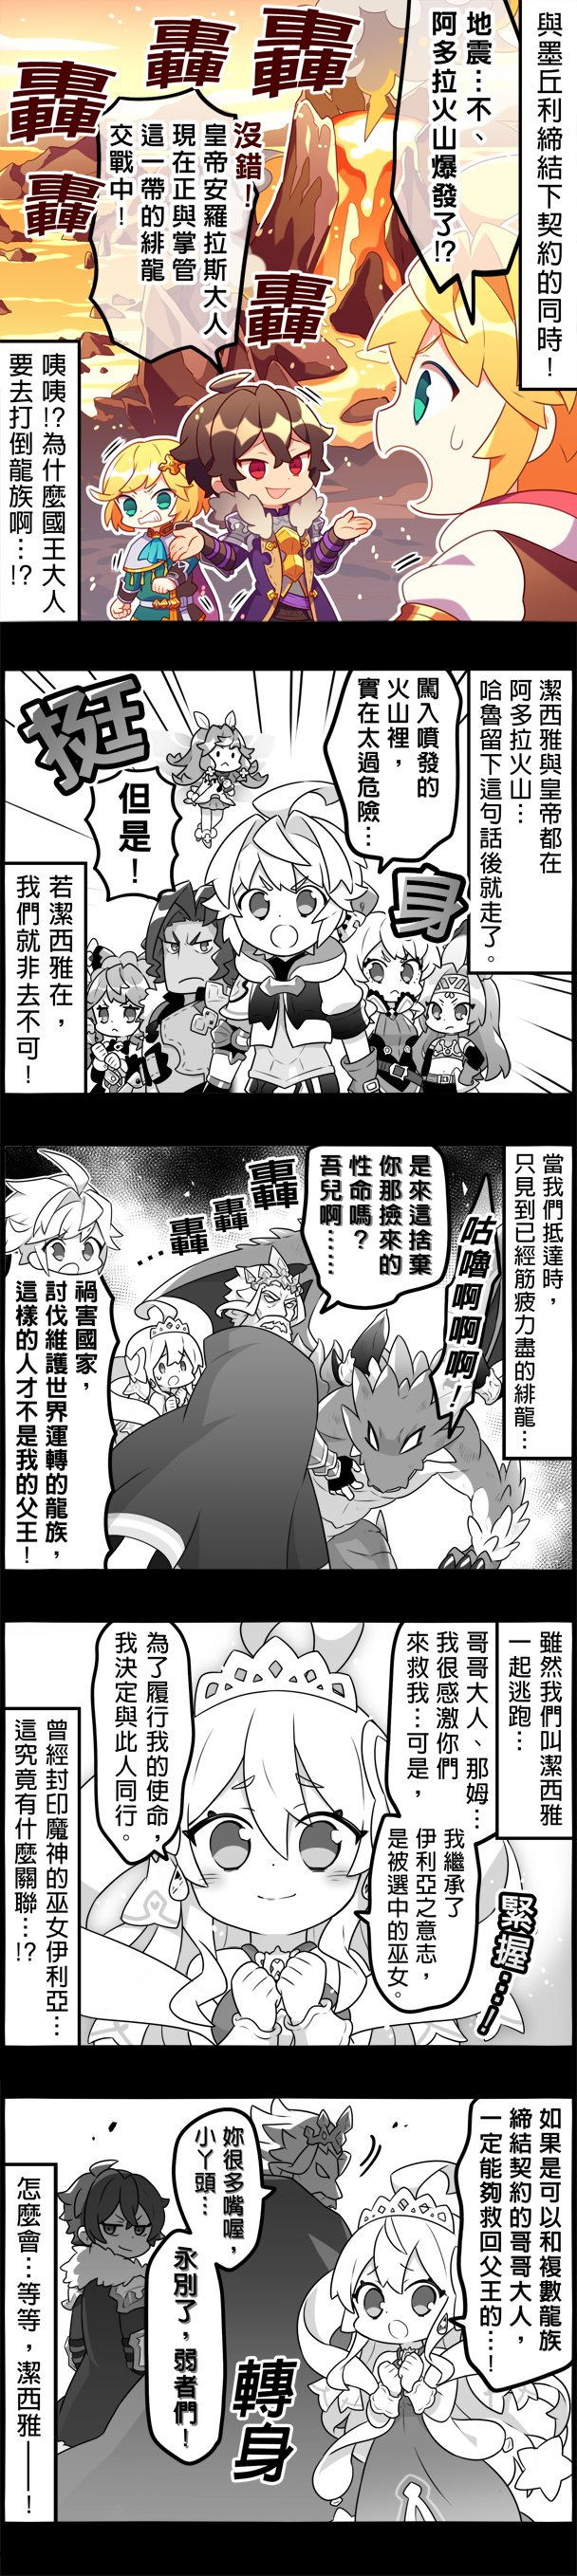 與墨丘利締結下契約的同時！
地震…不、
阿多拉火山爆發了!?
轟
轟
轟
轟
轟
沒錯！
皇帝安羅拉斯大人
現在正與掌管
這一帶的緋龍
交戰中！
咦咦!?為什麼國王大人
要去打倒龍族啊…!?
潔西雅與皇帝都在
阿多拉火山…
哈魯留下這句話後就走了。
闖入噴發的
火山裡，
實在太過危險…
但是！
挺
身
若潔西雅在，
我們就非去不可！
當我們抵達時，
只見到已經筋疲力盡的緋龍…
咕嚕啊啊啊！
是來這捨棄
你那撿來的
性命嗎？
吾兒啊……
轟
轟
轟
…
禍害國家，
討伐維護世界運轉的龍族，
這樣的人才不是我的父王！
雖然我們叫潔西雅
一起逃跑…
哥哥大人、那姆…
我很感激你們
來救我…可是，
我繼承了
伊利亞之意志，
是被選中的巫女。
緊握…！
為了履行我的使命，
我決定與此人同行。
曾經封印魔神的巫女伊利亞…
這究竟有什麼關聯…!?
如果是可以和複數龍族
締結契約的哥哥大人，
一定能夠救回父王的…！
妳很多嘴喔，
小丫頭…
永別了，弱者們！
轉身
怎麼會…等等，潔西雅——！